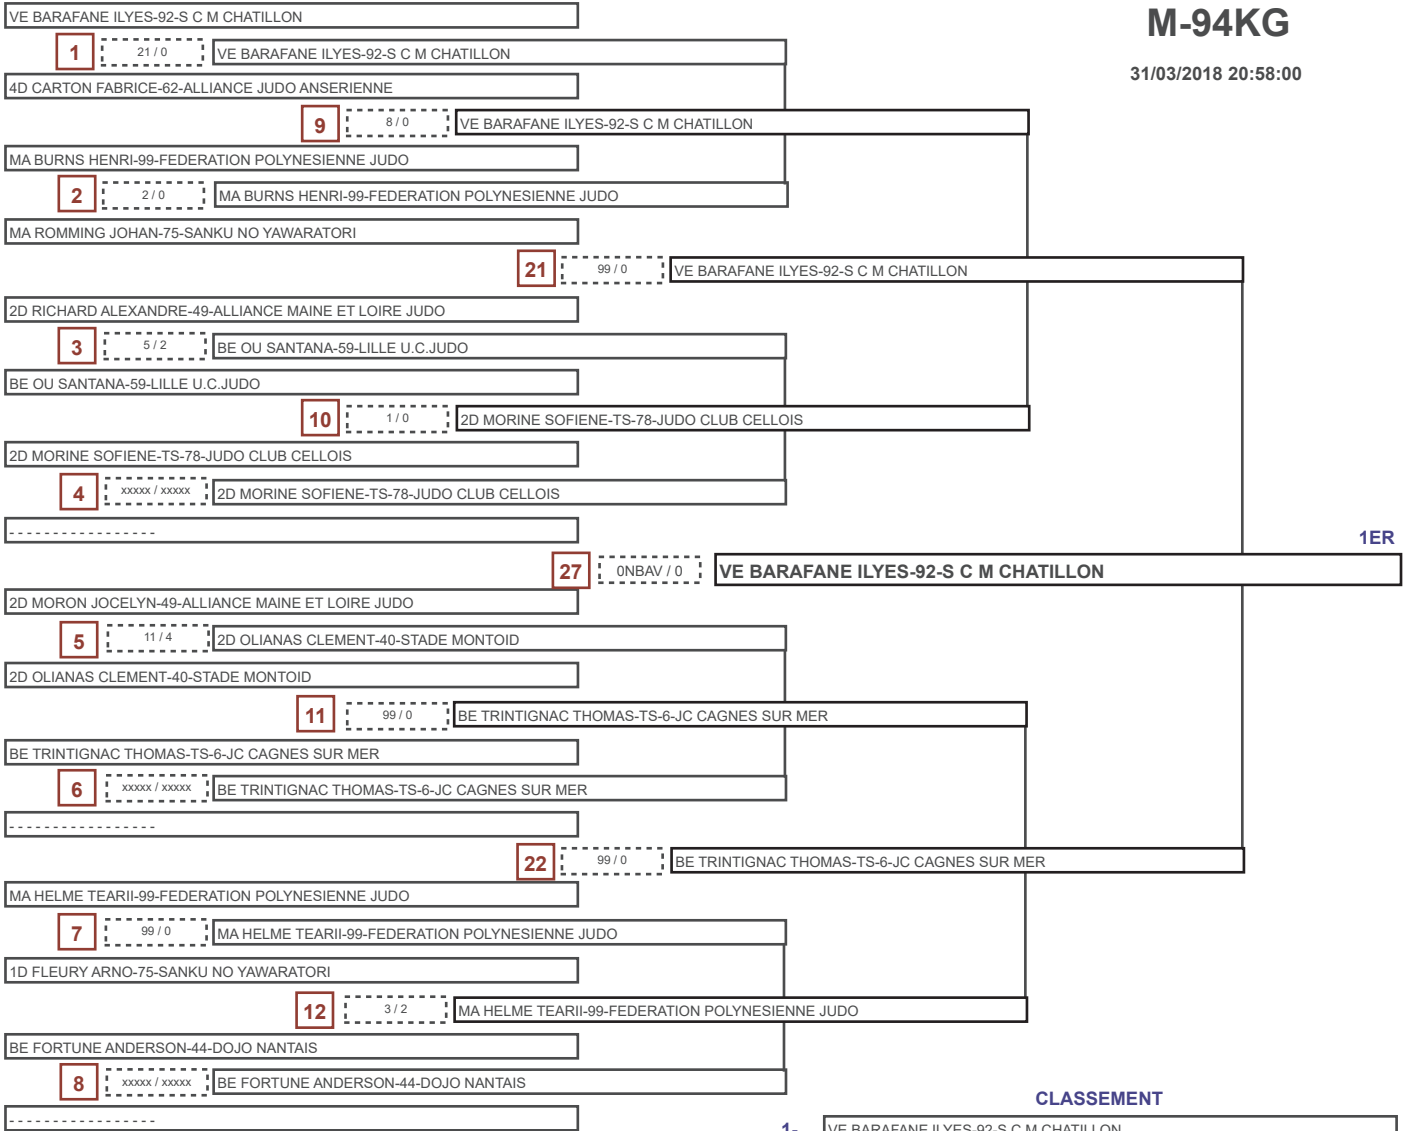 VE BARAFANE ILYES-92-S C M CHATILLON
M-94KG
1
21 / 0
VE BARAFANE ILYES-92-S C M CHATILLON
31/03/2018 20:58:00
4D CARTON FABRICE-62-ALLIANCE JUDO ANSERIENNE
9
8 / 0
VE BARAFANE ILYES-92-S C M CHATILLON
MA BURNS HENRI-99-FEDERATION POLYNESIENNE JUDO
2
2 / 0
MA BURNS HENRI-99-FEDERATION POLYNESIENNE JUDO
MA ROMMING JOHAN-75-SANKU NO YAWARATORI
21
99 / 0
VE BARAFANE ILYES-92-S C M CHATILLON
2D RICHARD ALEXANDRE-49-ALLIANCE MAINE ET LOIRE JUDO
3
5 / 2
BE OU SANTANA-59-LILLE U.C.JUDO
BE OU SANTANA-59-LILLE U.C.JUDO
10
1 / 0
2D MORINE SOFIENE-TS-78-JUDO CLUB CELLOIS
2D MORINE SOFIENE-TS-78-JUDO CLUB CELLOIS
4
xxxxx / xxxxx
2D MORINE SOFIENE-TS-78-JUDO CLUB CELLOIS
- - - - - - - - - - - - - - - - -
1ER
27
0NBAV / 0
VE BARAFANE ILYES-92-S C M CHATILLON
2D MORON JOCELYN-49-ALLIANCE MAINE ET LOIRE JUDO
5
11 / 4
2D OLIANAS CLEMENT-40-STADE MONTOID
2D OLIANAS CLEMENT-40-STADE MONTOID
11
99 / 0
BE TRINTIGNAC THOMAS-TS-6-JC CAGNES SUR MER
BE TRINTIGNAC THOMAS-TS-6-JC CAGNES SUR MER
6
xxxxx / xxxxx
BE TRINTIGNAC THOMAS-TS-6-JC CAGNES SUR MER
- - - - - - - - - - - - - - - - -
22
99 / 0
BE TRINTIGNAC THOMAS-TS-6-JC CAGNES SUR MER
MA HELME TEARII-99-FEDERATION POLYNESIENNE JUDO
7
99 / 0
MA HELME TEARII-99-FEDERATION POLYNESIENNE JUDO
1D FLEURY ARNO-75-SANKU NO YAWARATORI
12
3 / 2
MA HELME TEARII-99-FEDERATION POLYNESIENNE JUDO
BE FORTUNE ANDERSON-44-DOJO NANTAIS
8
xxxxx / xxxxx
BE FORTUNE ANDERSON-44-DOJO NANTAIS
CLASSEMENT
- - - - - - - - - - - - - - - - -
1-
VE BARAFANE ILYES-92-S C M CHATILLON